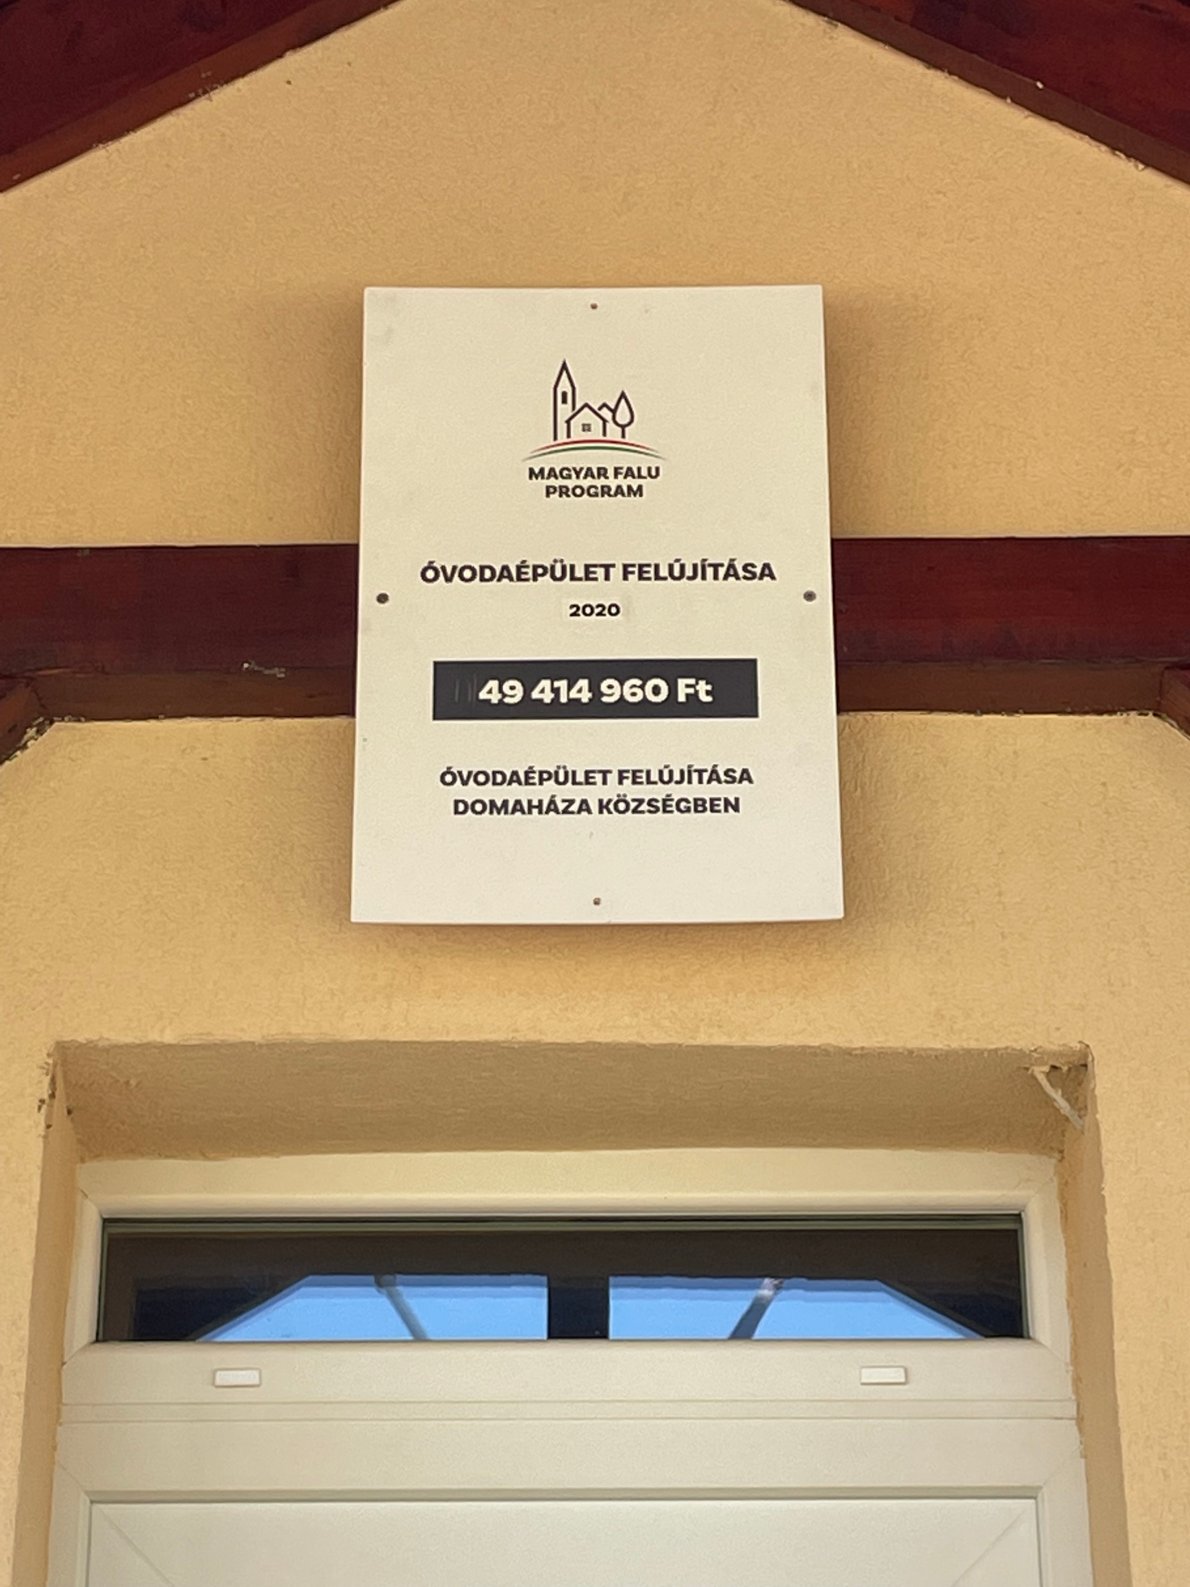 MAGYAR FALU
PROGRAM
ÓVODAÉPÜLET FELÚJÍTÁSA
2020
49 414 960 Ft
ÓVODAÉPÜLET FELÚJÍTÁSA
DOMAHÁZA KÖZSÉGBEN